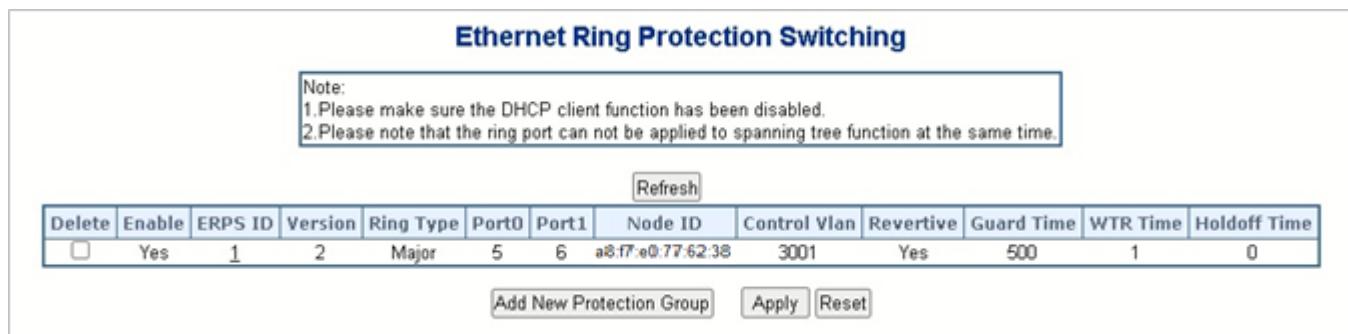 Ethernet Ring Protection Switching
Note:
1.Please make sure the DHCP client function has been disabled.
2.Please note that the ring port can not be applied to spanning tree function at the same time.
Refresh
Delete Enable ERPS ID Version Ring Type Port0 Port1 Node ID Control Vlan Revertive Guard Time WTR Time Holdoff Time
Yes 1 2 Major 5 6 a8:f7:e0:77:62:38 3001 Yes 500 1 0
Add New Protection Group Apply Reset